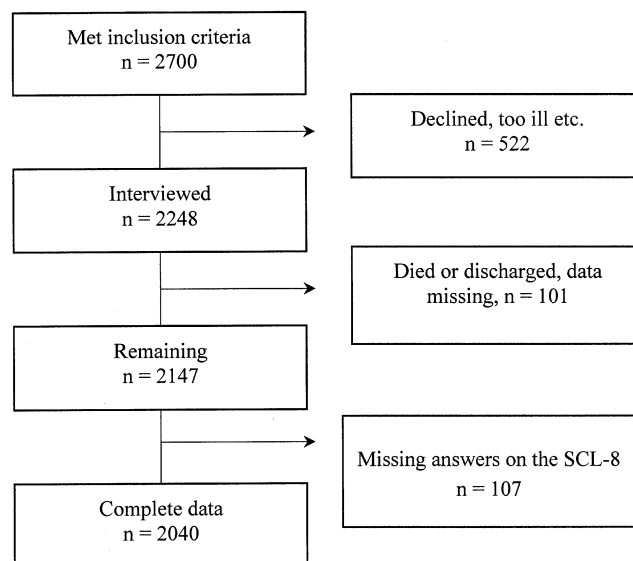 Met inclusion criteria
n = 2700
Declined, too ill etc.
n = 522
Interviewed
n = 2248
Died or discharged, data
missing, n = 101
Remaining
n = 2147
Missing answers on the SCL-8
n = 107
Complete data
n = 2040